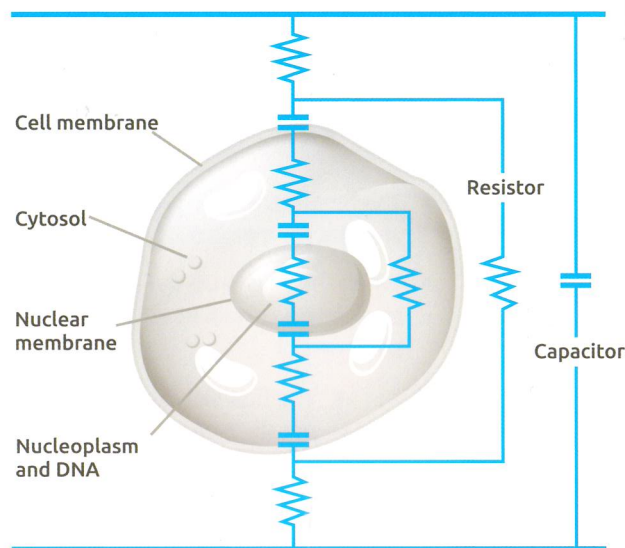 Cell membrane
Resistor
Cytosol
Nuclear
membrane
Capacitor
Nucleoplasm
and DNA